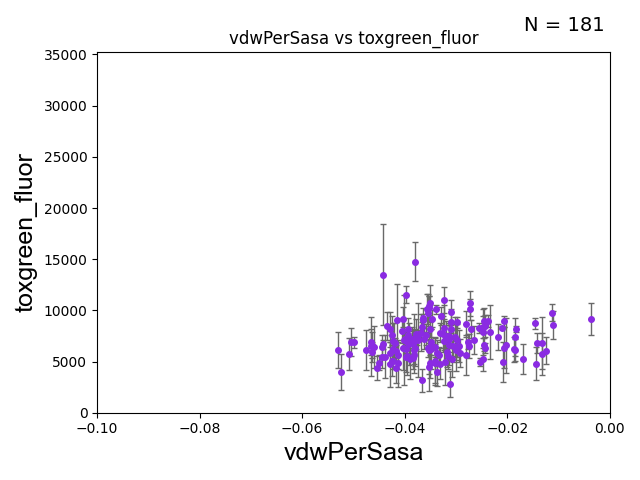 N = 181
vdwPerSasa vs toxgreen_fluor
35000
30000
25000
20000
15000
10000
5000
0
toxgreen_fluor
−0.10 −0.08 −0.06 −0.04 −0.02 0.00
vdwPerSasa